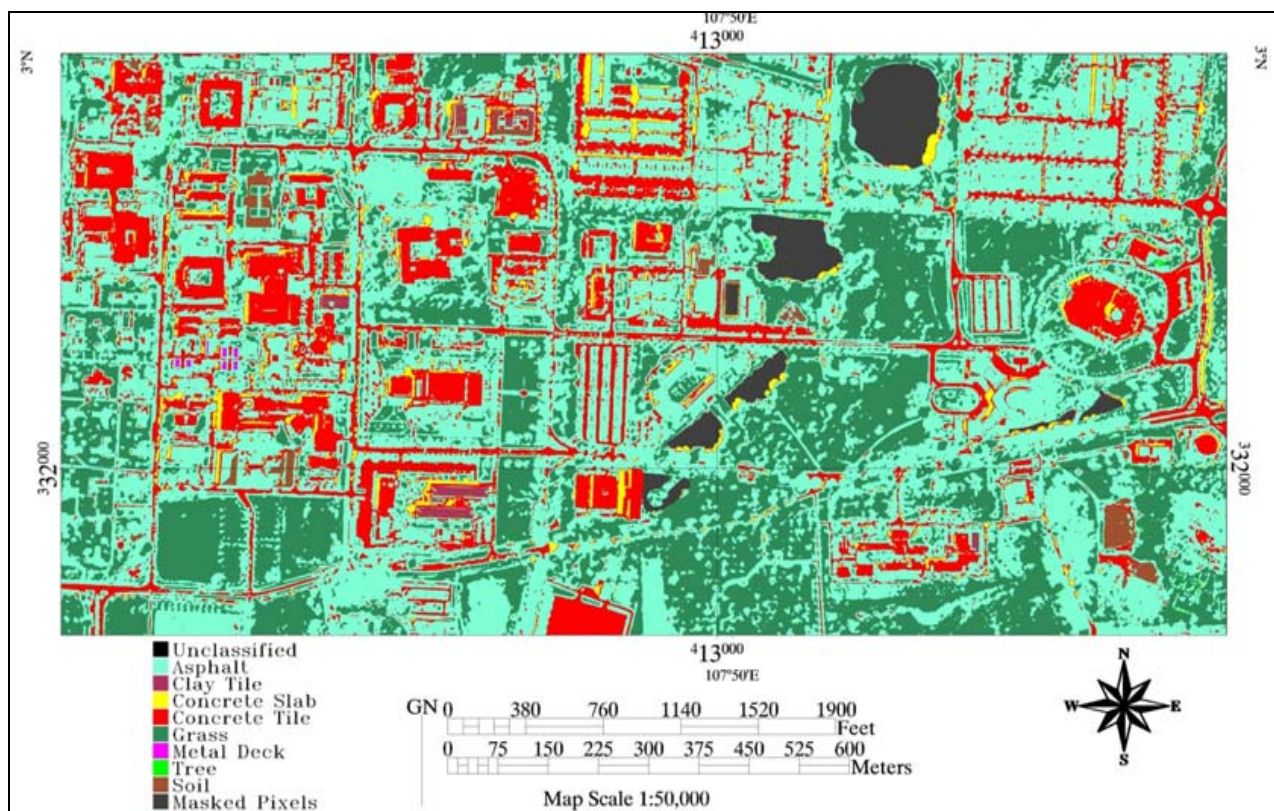 107°50'E
413000
3°N
3°N
332000
332000
413000
107°50'E
Unclassified
Asphalt
Clay Tile
Concrete Slab
Concrete Tile
Grass
Metal Deck
Tree
Soil
Masked Pixels
GN
0 380 760 1140 1520 1900
Feet
0 75 150 225 300 375 450 525 600
Meters
Map Scale 1:50,000
N
W E
S